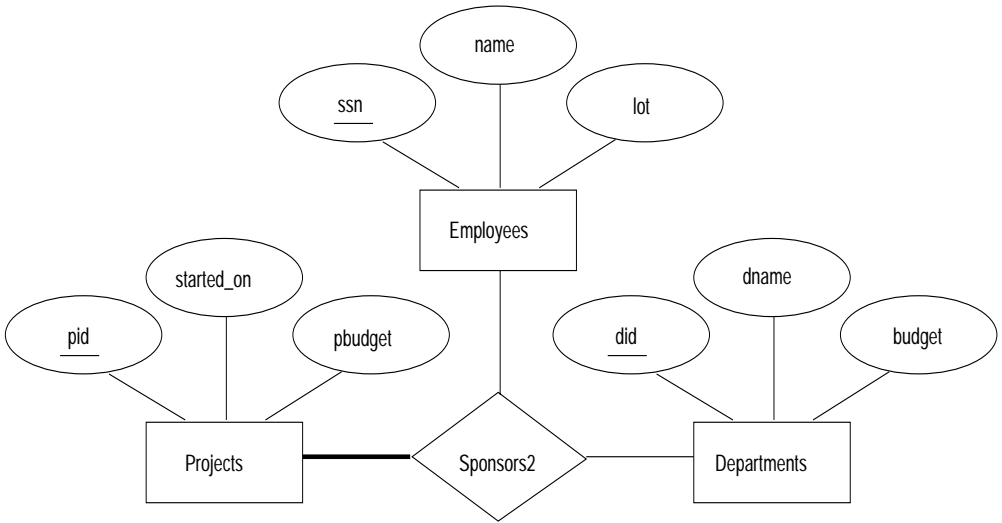 name
ssn
lot
Employees
started_on
dname
pid
pbudget
did
budget
Projects
Sponsors2
Departments